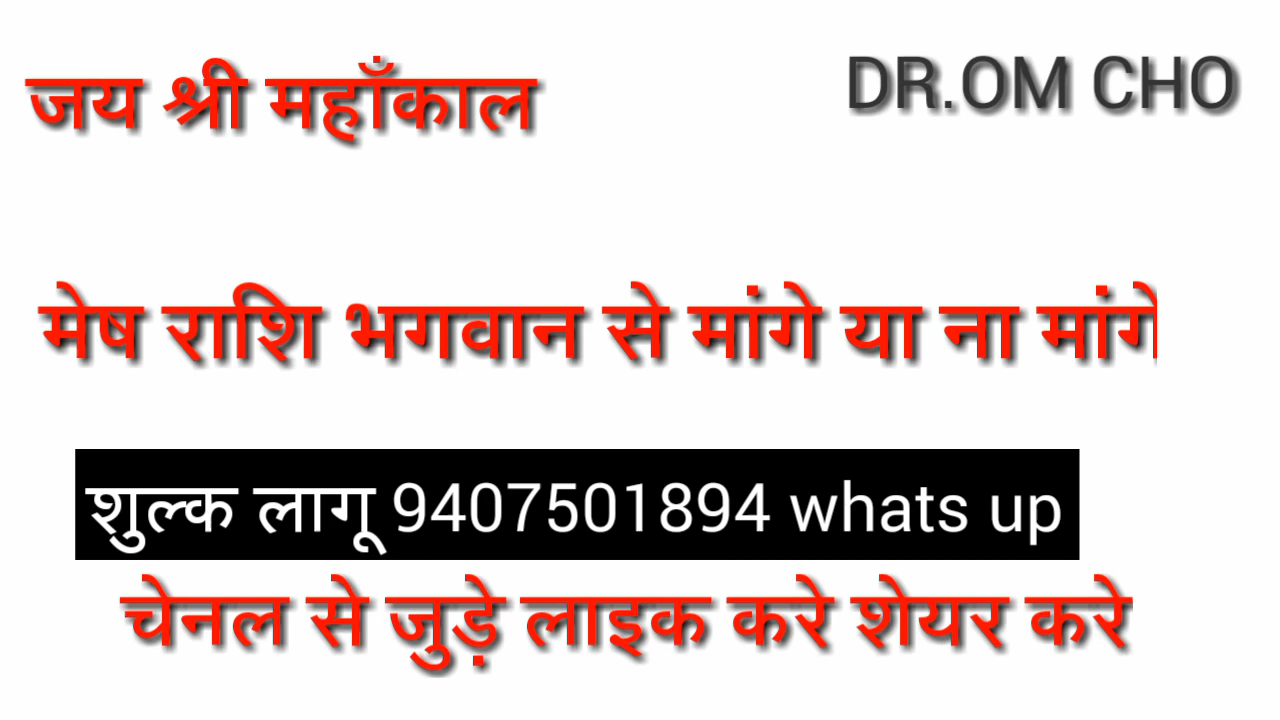 जय श्री महाँकाल
DR.OM CHO
मेष राशि भगवान से मांगे या ना मांगे
शुल्क लागू 9407501894 whats up
चेनल से जुड़े लाइक करे शेयर करे